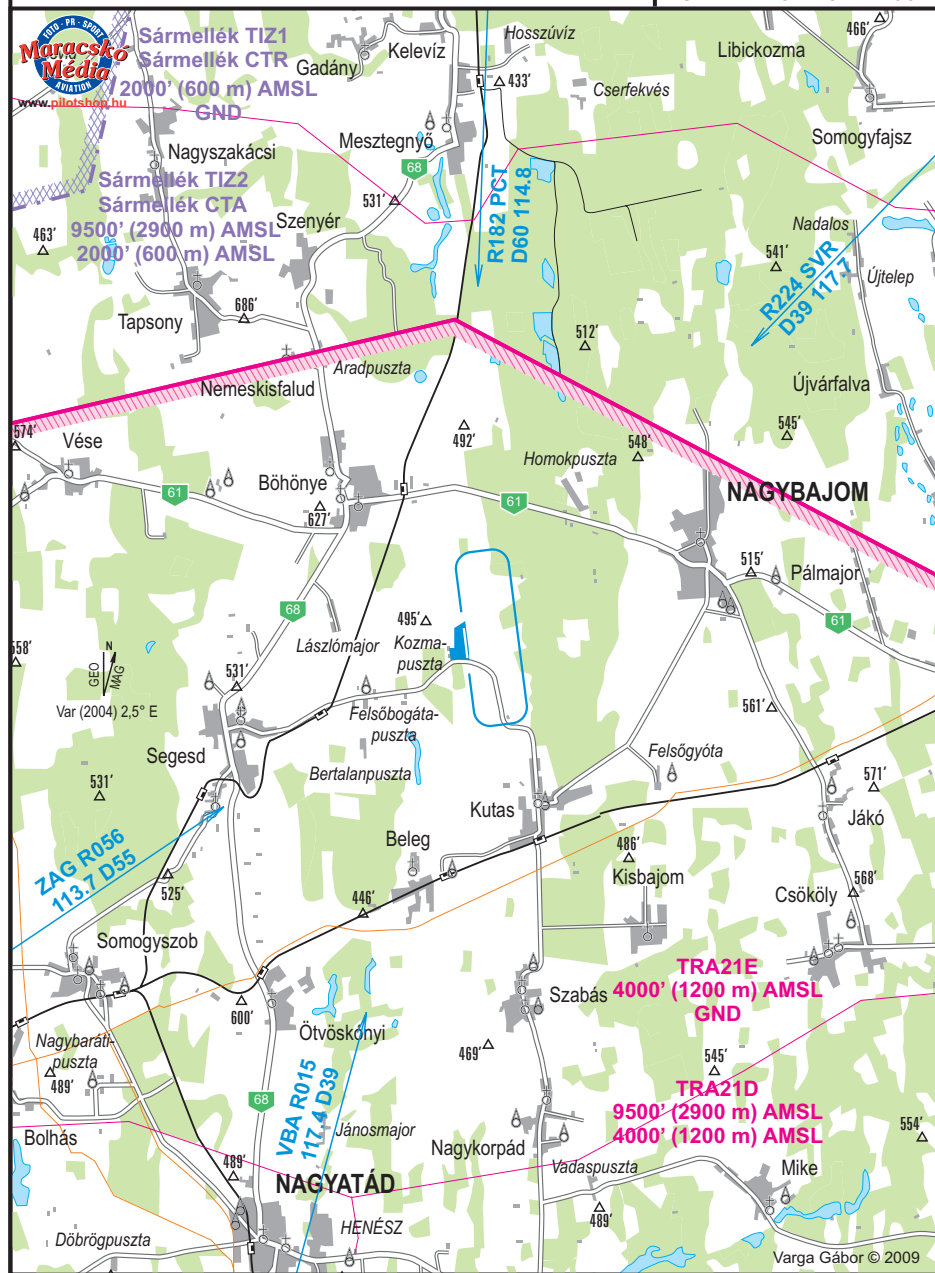 FOTO - PR - SPORT
Maracskó
Média
AVIATION
www.pilotshop.hu
Sármellék TIZ1
Sármellék CTR
2000' (600 m) AMSL
GND
Gadány
Kelevíz
Hosszúvíz
433'
Cserfekvés
Libickozma
466'
Mesztegnyő
68
Nagyszakácsi
Somogyfajsz
Sármellék TIZ2
Sármellék CTA
9500' (2900 m) AMSL
2000' (600 m) AMSL
531'
Szenyér
463'
R182 PCT
D60 114.8
Nadalos
541'
Újtelep
R224 SVR
D39 117.7
686'
Tapsony
512'
Aradpuszta
Nemeskisfalud
Újvárfalva
574'
Vése
492'
548'
545'
Homokpuszta
61
Böhönye
627'
61
NAGYBAJOM
515'
Pálmajor
61
68
495'
Lászlómajor
Kozma-
puszta
558'
GEO
N
MAG
Var (2004) 2,5° E
531'
Felsőbogáta-
puszta
561'
Segesd
Bertalanpuszta
Felsőgyóta
531'
571'
Kutas
Jákó
Beleg
ZAG R056
113.7 D55
486'
Kisbajom
525'
446'
568'
Csököly
Somogyszob
TRA21E
4000' (1200 m) AMSL
GND
Szabás
600'
Ötvöskónyi
Nagybaráti-
puszta
489'
469'
545'
TRA21D
9500' (2900 m) AMSL
4000' (1200 m) AMSL
68
VBA R015
117.4 D39
Jánosmajor
Bolhás
Nagykorpád
554'
489'
NAGYATÁD
Vadaspuszta
Mike
489'
HENÉSZ
Döbrögpuszta
Varga Gábor © 2009